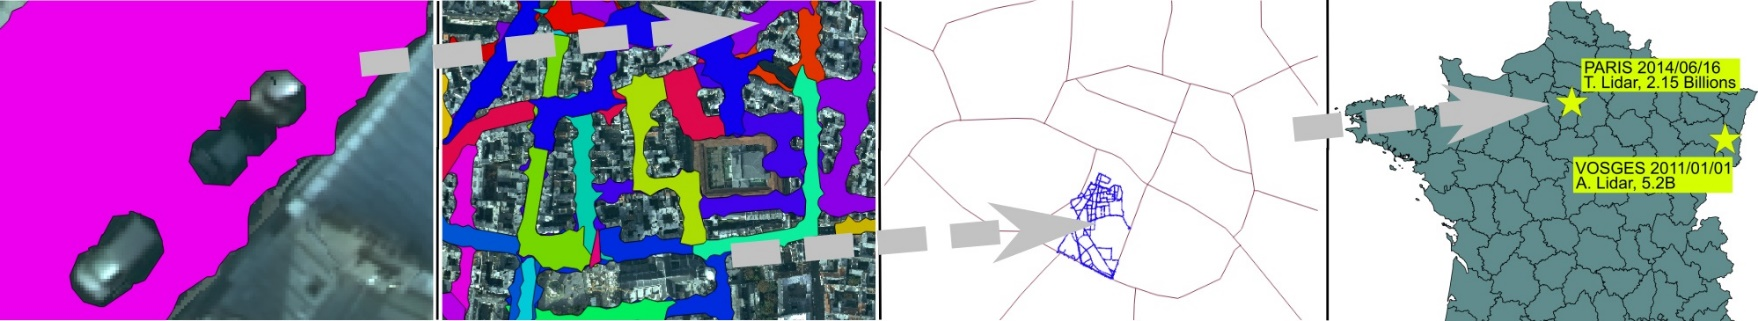 PARIS 2014/06/16
T. Lidar, 2.15 Billions
VOSGES 2011/01/01
A. Lidar, 5.2B